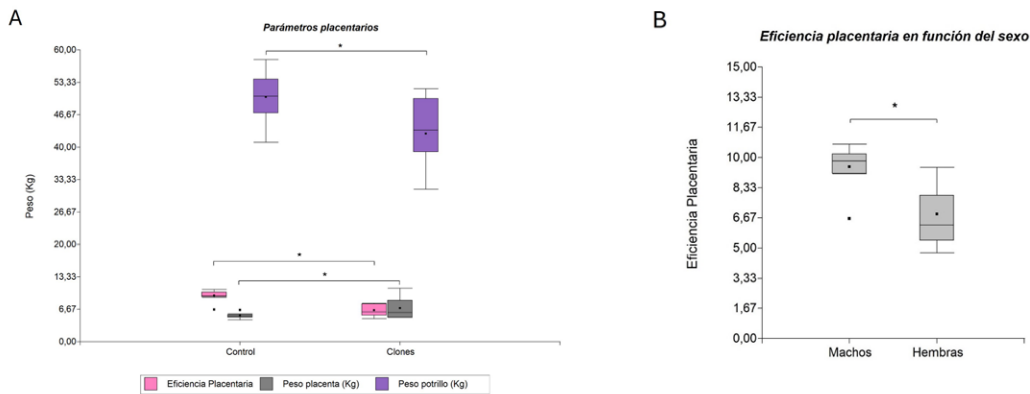 A
Parámetros placentarios
Peso (Kg)
60,00
53,33
46,67
40,00
33,33
26,67
20,00
13,33
6,67
0,00
*
*
*
Control
Clones
Eficiencia Placentaria
Peso placenta (Kg)
Peso potrillo (Kg)
B
Eficiencia placentaria en función del sexo
Eficiencia Placentaria
15,00
13,33
11,67
10,00
8,33
6,67
5,00
3,33
1,67
0,00
*
Machos
Hembras